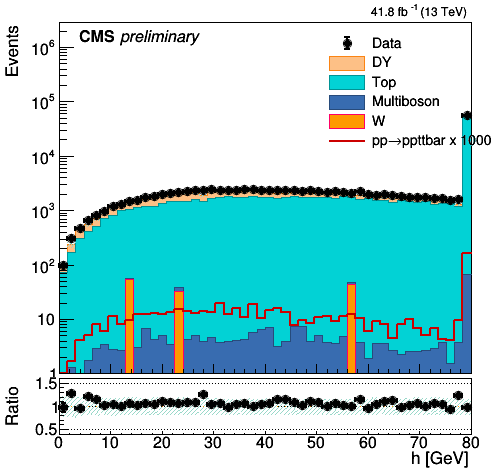 41.8 fb⁻¹ (13 TeV)
Events
CMS preliminary
Data
DY
Top
Multiboson
W
pp→ppttbar x 1000
10⁶
10⁵
10⁴
10³
10²
10
1
Ratio
1.5
1
0.5
0 10 20 30 40 50 60 70 80
h [GeV]